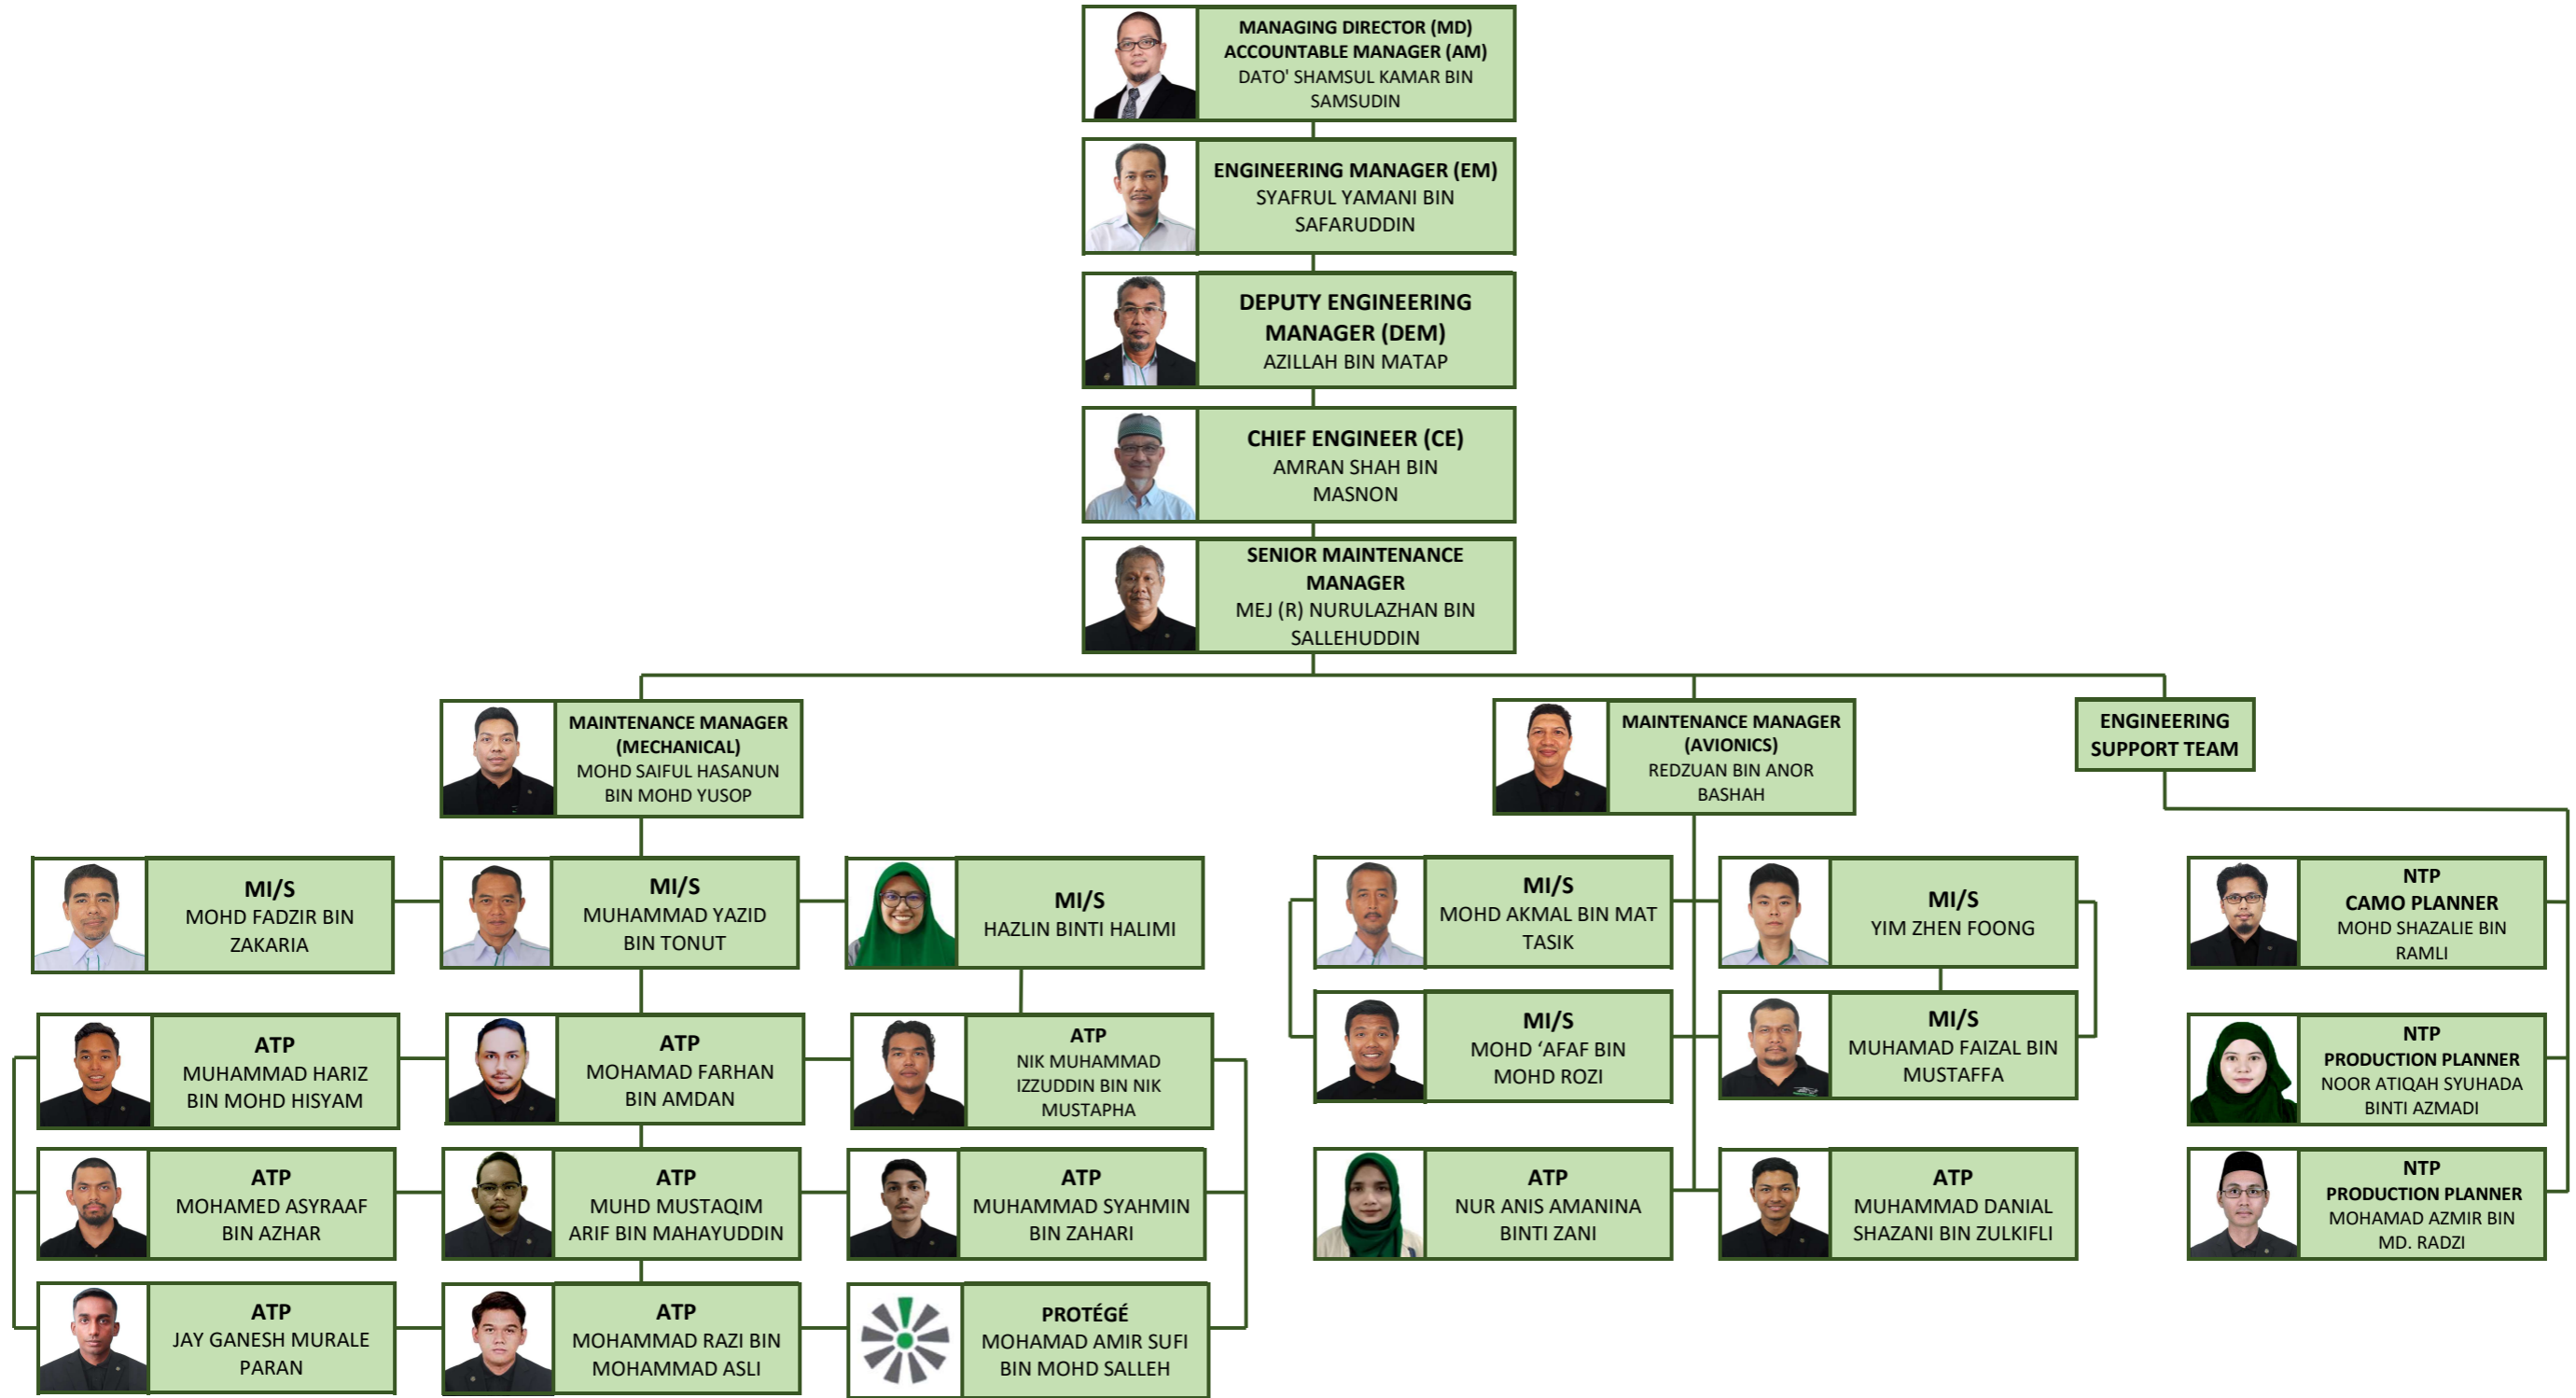 MANAGING DIRECTOR (MD)
ACCOUNTABLE MANAGER (AM)
DATO' SHAMSUL KAMAR BIN
SAMSUDIN
ENGINEERING MANAGER (EM)
SYAFRUL YAMANI BIN
SAFARUDDIN
DEPUTY ENGINEERING
MANAGER (DEM)
AZILLAH BIN MATAP
CHIEF ENGINEER (CE)
AMRAN SHAH BIN
MASNON
SENIOR MAINTENANCE
MANAGER
MEJ (R) NURULAZHAN BIN
SALLEHUDDIN
MAINTENANCE MANAGER
(MECHANICAL)
MOHD SAIFUL HASANUN
BIN MOHD YUSOP
MAINTENANCE MANAGER
(AVIONICS)
REDZUAN BIN ANOR
BASHAH
ENGINEERING
SUPPORT TEAM
MI/S
MOHD FADZIR BIN
ZAKARIA
MI/S
MUHAMMAD YAZID
BIN TONUT
MI/S
HAZLIN BINTI HALIMI
MI/S
MOHD AKMAL BIN MAT
TASIK
MI/S
YIM ZHEN FOONG
NTP
CAMO PLANNER
MOHD SHAZALIE BIN
RAMLI
ATP
MUHAMMAD HARIZ
BIN MOHD HISYAM
ATP
MOHAMAD FARHAN
BIN AMDAN
ATP
NIK MUHAMMAD
IZZUDDIN BIN NIK
MUSTAPHA
MI/S
MOHD ‘AFAF BIN
MOHD ROZI
MI/S
MUHAMAD FAIZAL BIN
MUSTAFFA
NTP
PRODUCTION PLANNER
NOOR ATIQAH SYUHADA
BINTI AZMADI
ATP
MOHAMED ASYRAAF
BIN AZHAR
ATP
MUHD MUSTAQIM
ARIF BIN MAHAYUDDIN
ATP
MUHAMMAD SYAHMIN
BIN ZAHARI
ATP
NUR ANIS AMANINA
BINTI ZANI
ATP
MUHAMMAD DANIAL
SHAZANI BIN ZULKIFLI
NTP
PRODUCTION PLANNER
MOHAMAD AZMIR BIN
MD. RADZI
ATP
JAY GANESH MURALE
PARAN
ATP
MOHAMMAD RAZI BIN
MOHAMMAD ASLI
PROTÉGÉ
MOHAMAD AMIR SUFI
BIN MOHD SALLEH